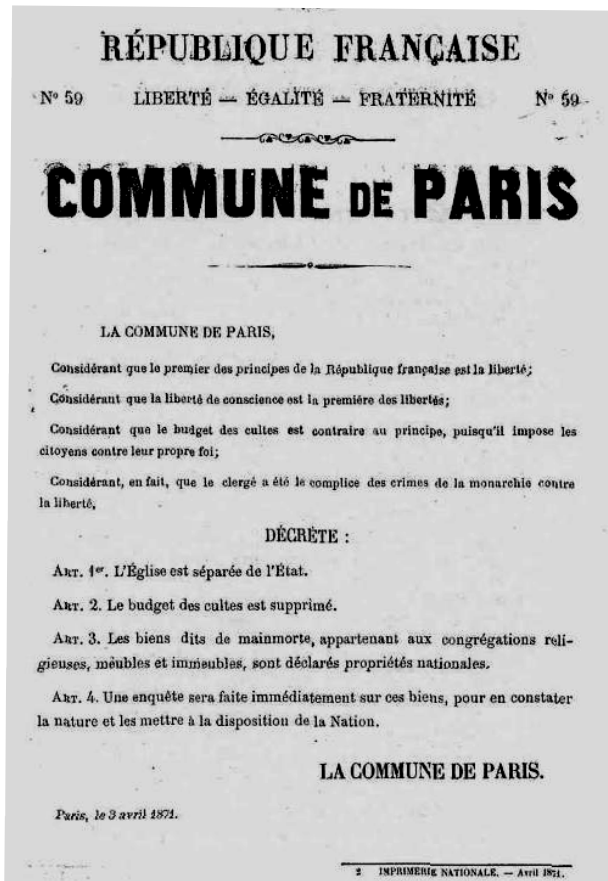 RÉPUBLIQUE FRANÇAISE
Nº 59 LIBERTÉ — ÉGALITÉ — FRATERNITÉ Nº 59
COMMUNE DE PARIS
LA COMMUNE DE PARIS,
Considérant que le premier des principes de la République française est la liberté;
Considérant que la liberté de conscience est la première des libertés;
Considérant que le budget des cultes est contraire au principe, puisqu'il impose les
citoyens contre leur propre foi;
Considérant, en fait, que le clergé a été le complice des crimes de la monarchie contre
la liberté,
DÉCRÈTE :
ART. 1er. L'Église est séparée de l'État.
ART. 2. Le budget des cultes est supprimé.
ART. 3. Les biens dits de mainmorte, appartenant aux congrégations reli-
gieuses, meubles et immeubles, sont déclarés propriétés nationales.
ART. 4. Une enquête sera faite immédiatement sur ces biens, pour en constater
la nature et les mettre à la disposition de la Nation.
LA COMMUNE DE PARIS.
Paris, le 3 avril 1871.
2 IMPRIMERIE NATIONALE. — Avril 1871.